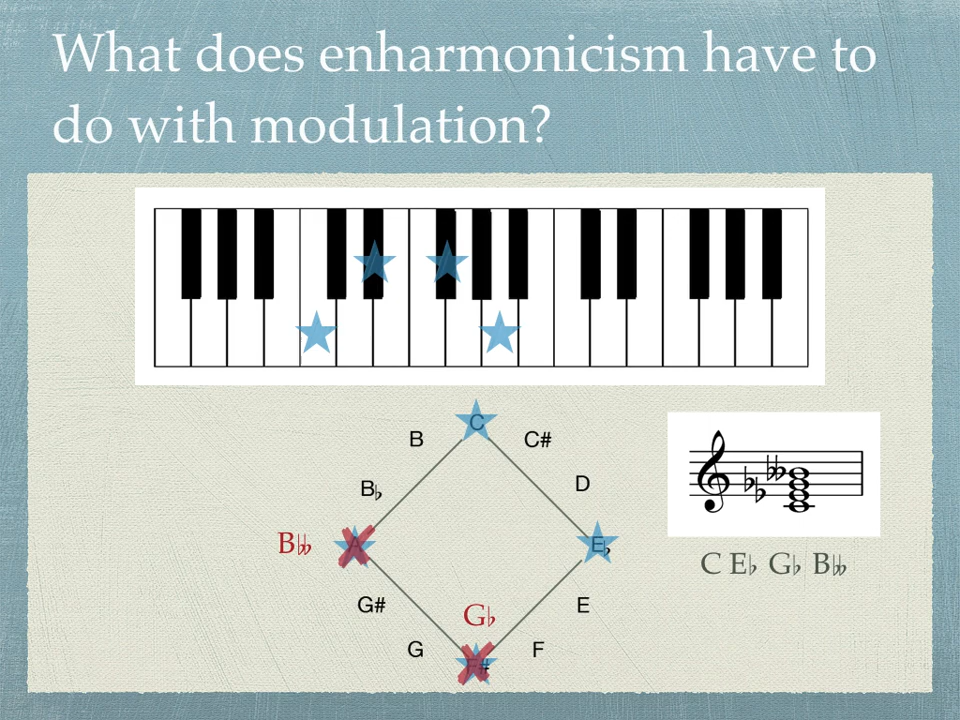 What does enharmonicism have to
do with modulation?
C
B
C#
B♭
D
B𝄫
A
E♭
C E♭ G♭ B𝄫
G#
E
G♭
G
F
F#